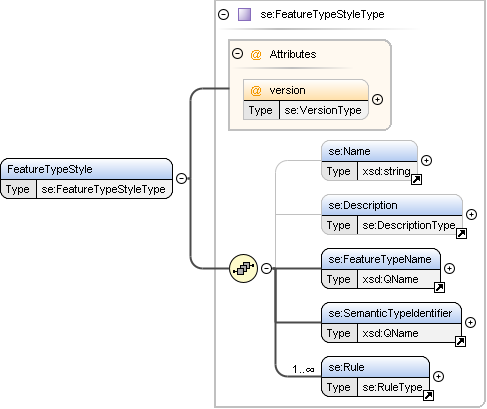 se:FeatureTypeStyleType
@ Attributes
@ version
Type se:VersionType
FeatureTypeStyle
Type se:FeatureTypeStyleType
se:Name
Type xsd:string
se:Description
Type se:DescriptionType
se:FeatureTypeName
Type xsd:QName
se:SemanticTypeIdentifier
Type xsd:QName
1..∞
se:Rule
Type se:RuleType